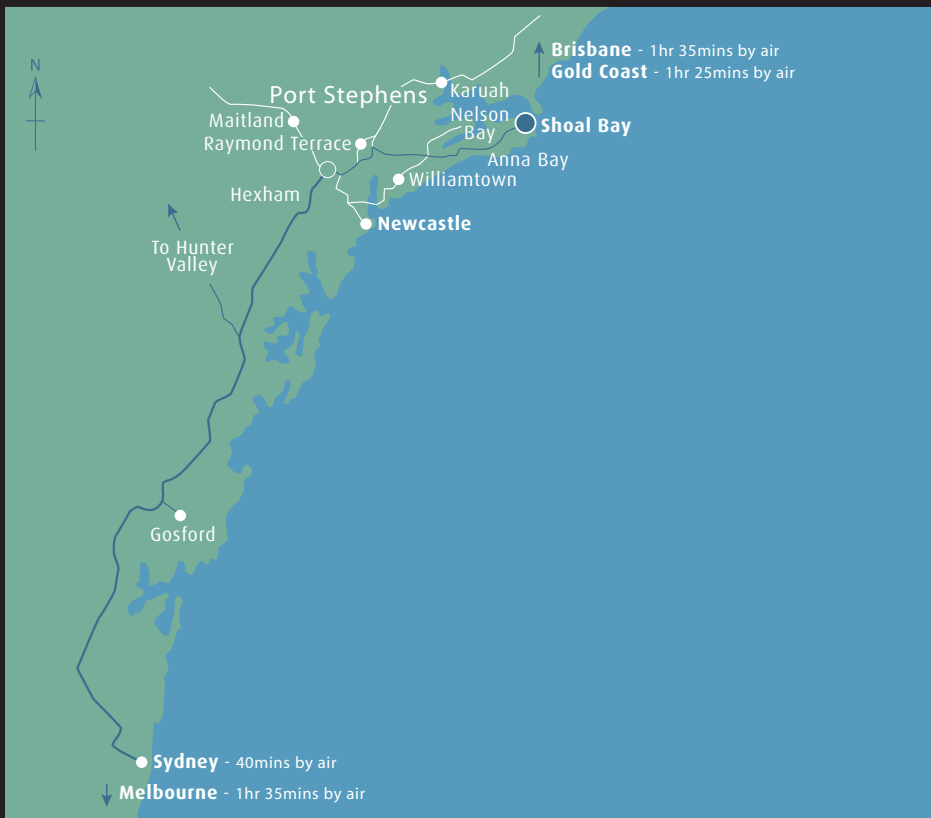 N
Brisbane - 1hr 35mins by air
Gold Coast - 1hr 25mins by air
Port Stephens
Karuah
Maitland
Nelson
Bay
Shoal Bay
Raymond Terrace
Anna Bay
Williamtown
Hexham
Newcastle
To Hunter
Valley
Gosford
Sydney - 40mins by air
Melbourne - 1hr 35mins by air